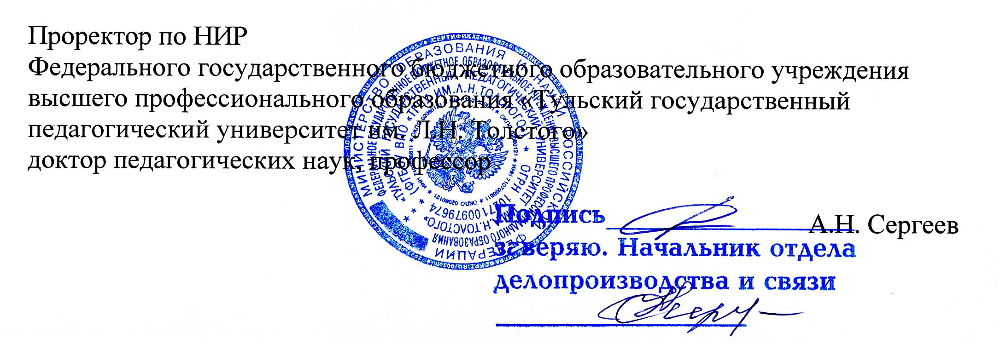 Проректор по НИР
Федерального государственного бюджетного образовательного учреждения
высшего профессионального образования «Тульский государственный
педагогический университет им. Л.Н. Толстого»
доктор педагогических наук, профессор
МИНИСТЕРСТВО ОБРАЗОВАНИЯ И НАУКИ РОССИЙСКОЙ ФЕДЕРАЦИИ
ФЕДЕРАЛЬНОЕ ГОСУДАРСТВЕННОЕ БЮДЖЕТНОЕ ОБРАЗОВАТЕЛЬНОЕ УЧРЕЖДЕНИЕ ВЫСШЕГО ПРОФЕССИОНАЛЬНОГО ОБРАЗОВАНИЯ
«ТУЛЬСКИЙ ГОСУДАРСТВЕННЫЙ ПЕДАГОГИЧЕСКИЙ УНИВЕРСИТЕТ ИМ. Л.Н.ТОЛСТОГО»
(ФГБОУ ВПО «ТГПУ ИМ.Л.Н.ТОЛСТОГО») * ОГРН 1027100979674
* ОКПО 02080121 * ИНН 7107030811
Подпись
А.Н. Сергеев
заверяю. Начальник отдела
делопроизводства и связи